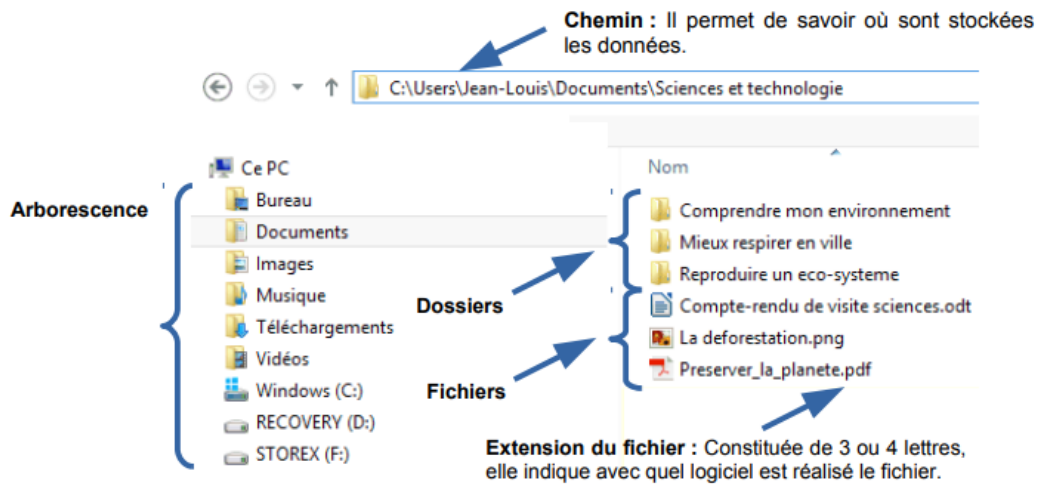 Chemin : Il permet de savoir où sont stockées
les données.
C:\Users\Jean-Louis\Documents\Sciences et technologie
Ce PC
Arborescence
Bureau
Documents
Images
Musique
Téléchargements
Vidéos
Windows (C:)
RECOVERY (D:)
STOREX (F:)
Nom
Dossiers
Comprendre mon environnement
Mieux respirer en ville
Reproduire un eco-systeme
Fichiers
Compte-rendu de visite sciences.odt
La deforestation.png
Preserver_la_planete.pdf
Extension du fichier : Constituée de 3 ou 4 lettres,
elle indique avec quel logiciel est réalisé le fichier.